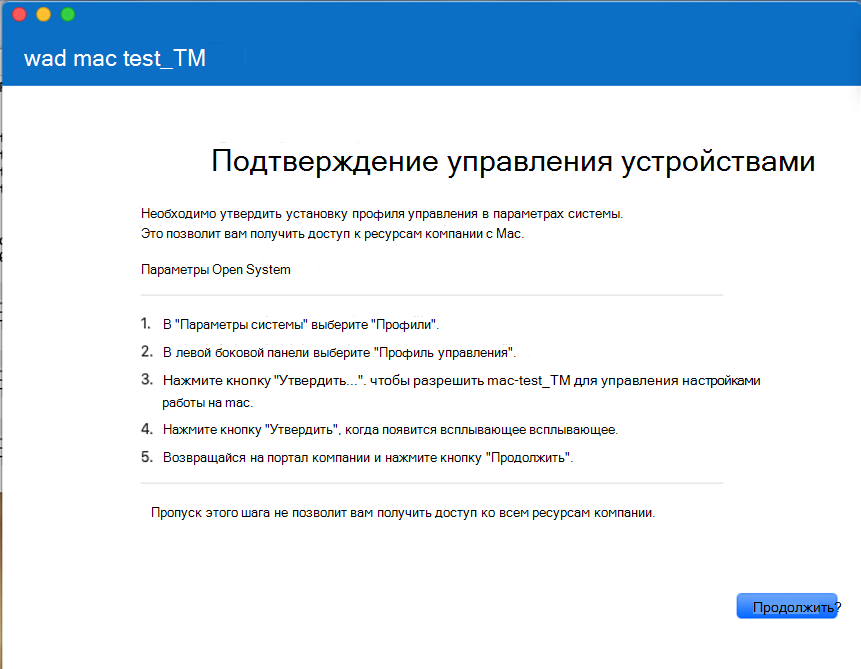 wad mac test_TM
Подтверждение управления устройствами
Необходимо утвердить установку профиля управления в параметрах системы.
Это позволит вам получить доступ к ресурсам компании с Mac.
Параметры Open System
1. В "Параметры системы" выберите "Профили".
2. В левой боковой панели выберите "Профиль управления".
3. Нажмите кнопку "Утвердить...". чтобы разрешить mac-test_TM для управления настройками
работы на mac.
4. Нажмите кнопку "Утвердить", когда появится всплывающее всплывающее.
5. Возвращайся на портал компании и нажмите кнопку "Продолжить".
Пропуск этого шага не позволит вам получить доступ ко всем ресурсам компании.
Продолжить?